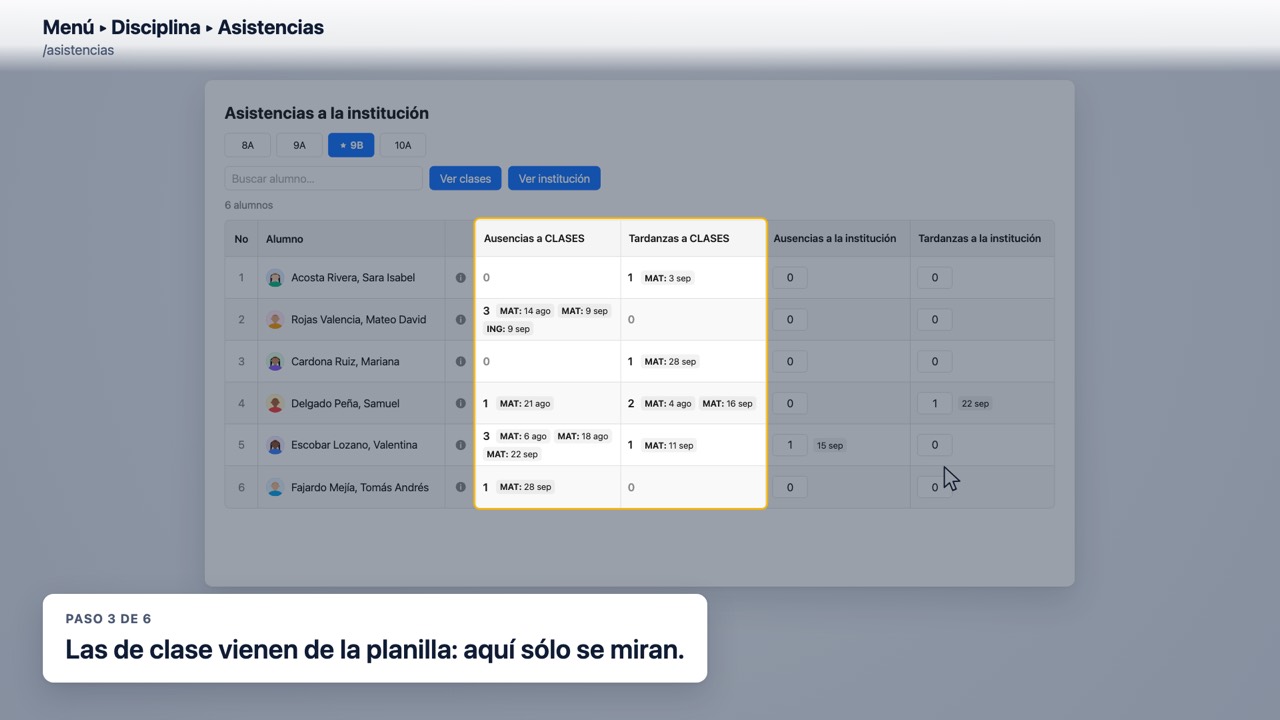 Menú ▸ Disciplina ▸ Asistencias
/asistencias
Asistencias a la institución
8A 9A ★ 9B 10A
Buscar alumno... Ver clases Ver institución
6 alumnos
No Alumno Ausencias a CLASES Tardanzas a CLASES Ausencias a la institución Tardanzas a la institución
1 Acosta Rivera, Sara Isabel 0 1 MAT: 3 sep 0 0
2 Rojas Valencia, Mateo David 3 MAT: 14 ago MAT: 9 sep ING: 9 sep 0 0 0
3 Cardona Ruiz, Mariana 0 1 MAT: 28 sep 0 0
4 Delgado Peña, Samuel 1 MAT: 21 ago 2 MAT: 4 ago MAT: 16 sep 0 1 22 sep
5 Escobar Lozano, Valentina 3 MAT: 6 ago MAT: 18 ago MAT: 22 sep 1 MAT: 11 sep 1 15 sep 0
6 Fajardo Mejía, Tomás Andrés 1 MAT: 28 sep 0 0 0
PASO 3 DE 6
Las de clase vienen de la planilla: aquí sólo se miran.